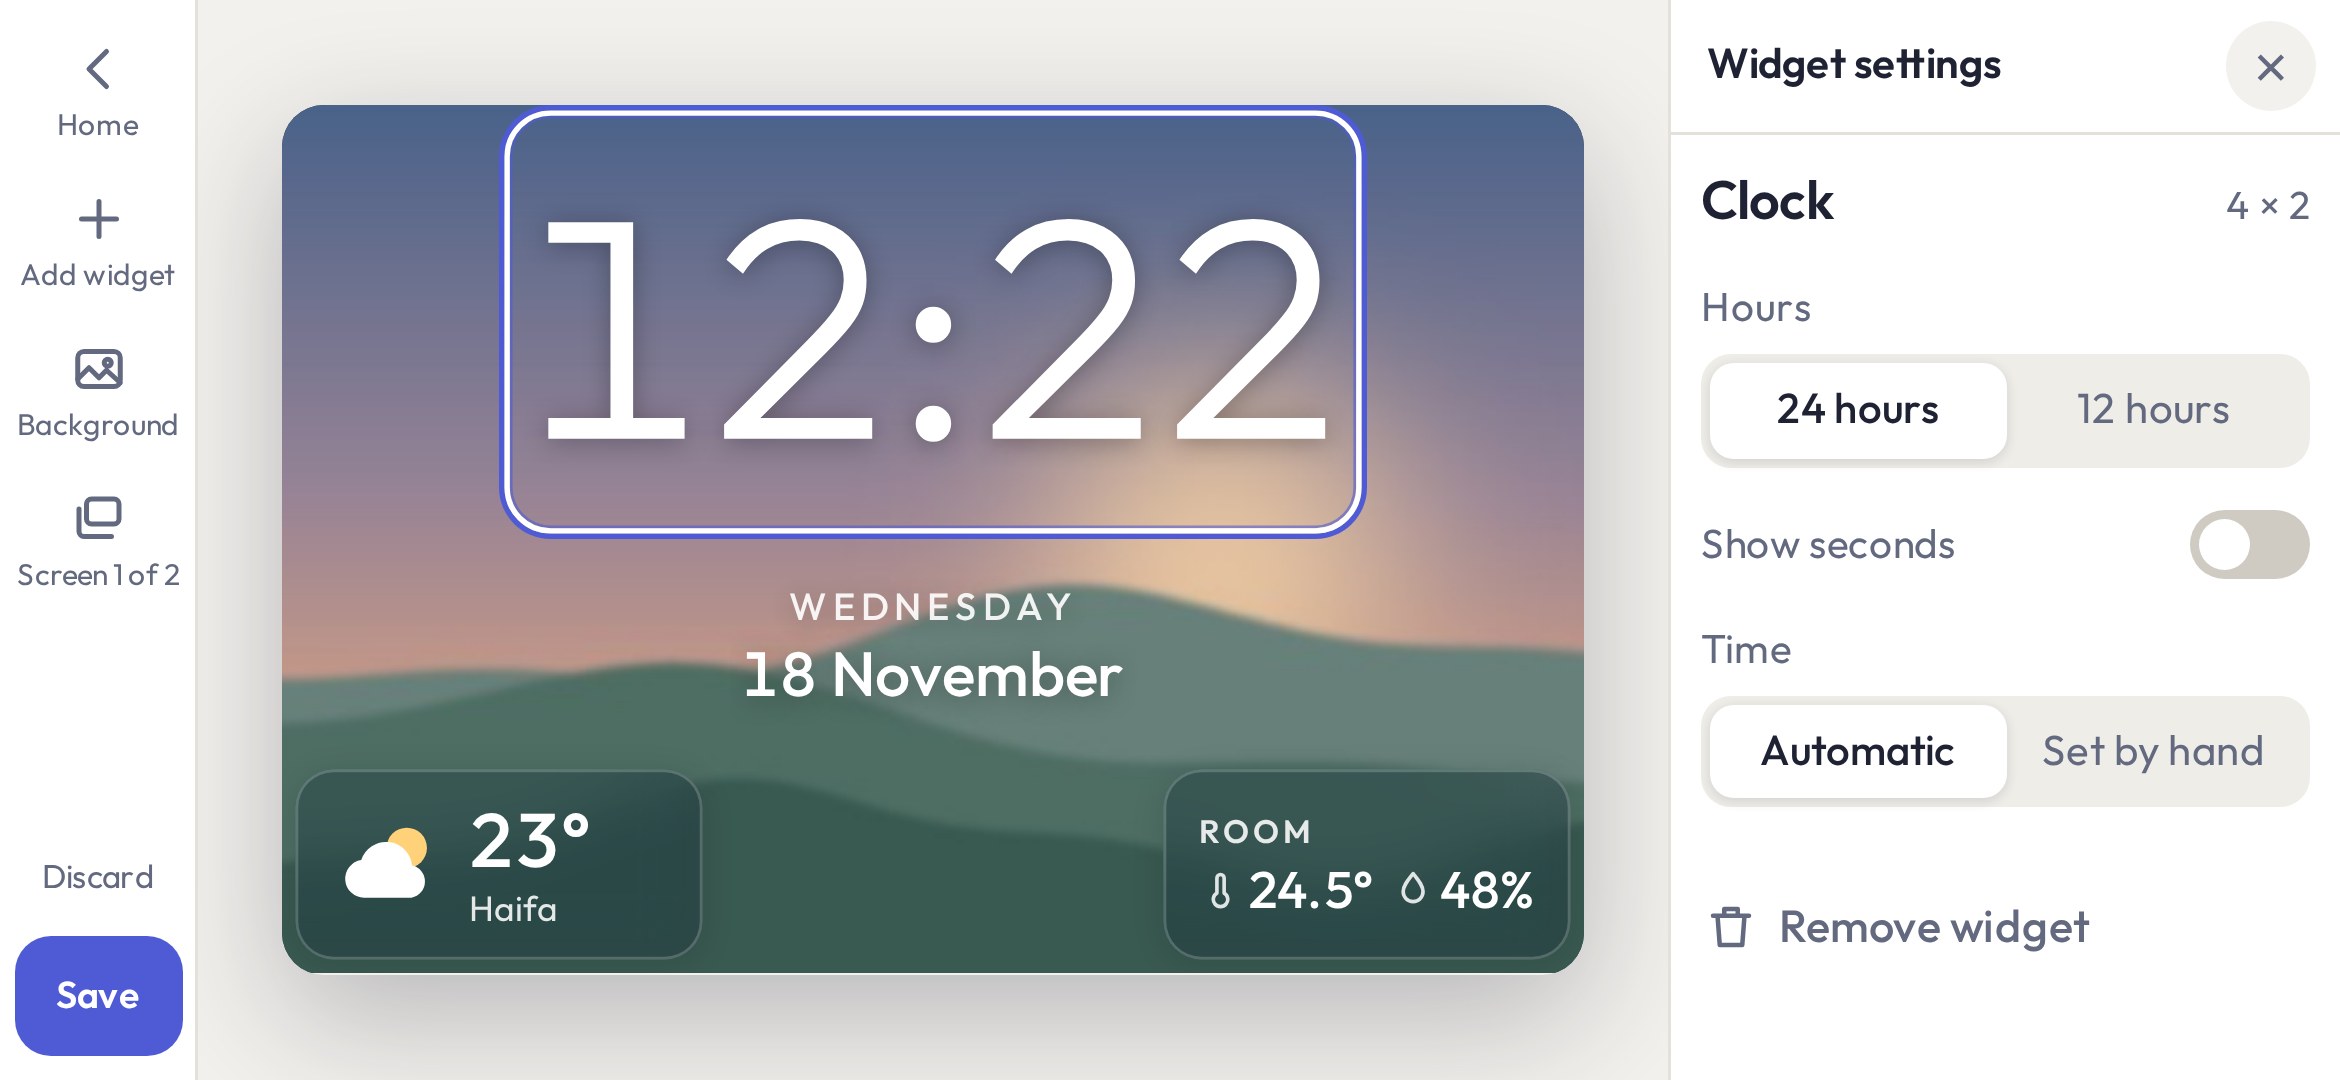 Home
Add widget
Background
Screen 1 of 2
Discard
Save
12:22
WEDNESDAY
18 November
23°
Haifa
ROOM
24.5° 48%
Widget settings
Clock 4 × 2
Hours
24 hours 12 hours
Show seconds
Time
Automatic Set by hand
Remove widget